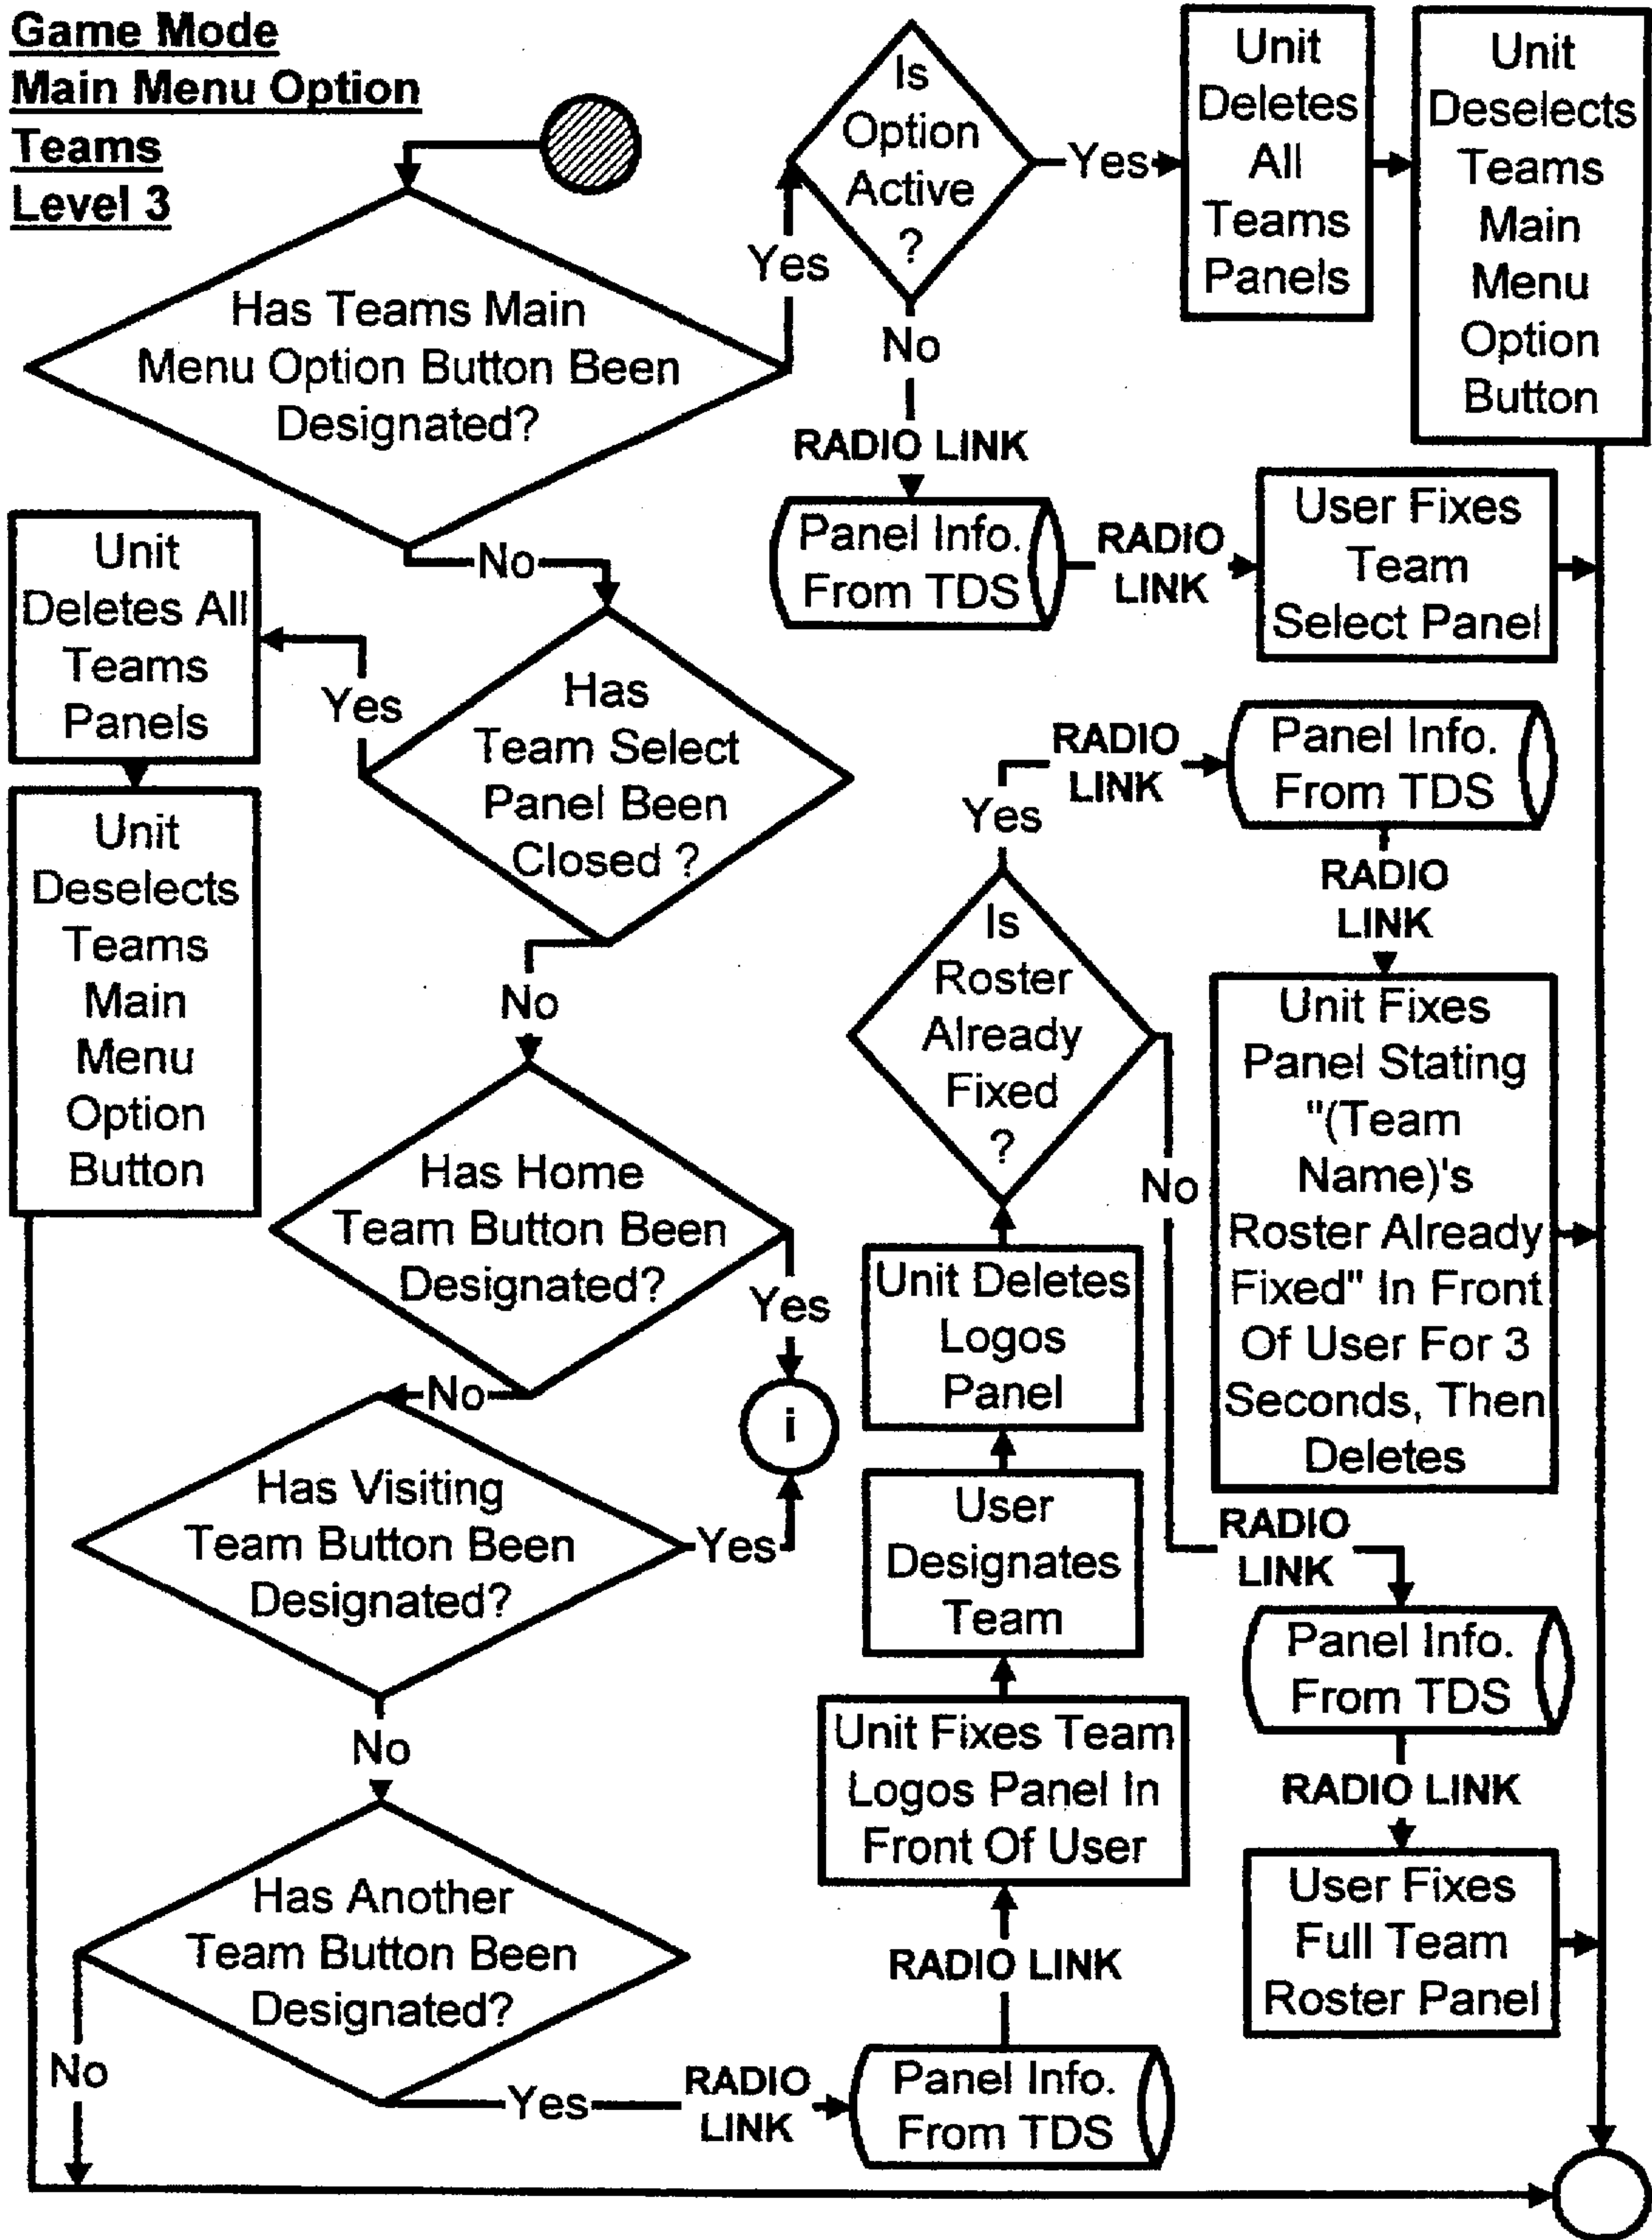 Game Mode
Main Menu Option
Teams
Level 3
Has Teams Main
Menu Option Button Been
Designated?
Yes
Is
Option
Active
?
Yes
Unit
Deletes
All
Teams
Panels
Unit
Deselects
Teams
Main
Menu
Option
Button
No
RADIO LINK
Panel Info.
From TDS
RADIO
LINK
User Fixes
Team
Select Panel
No
Has
Team Select
Panel Been
Closed ?
Yes
Unit
Deletes All
Teams
Panels
Unit
Deselects
Teams
Main
Menu
Option
Button
No
Has Home
Team Button Been
Designated?
Yes
i
No
Has Visiting
Team Button Been
Designated?
Yes
No
Has Another
Team Button Been
Designated?
No
Yes
RADIO
LINK
Panel Info.
From TDS
RADIO LINK
Unit Fixes Team
Logos Panel In
Front Of User
User
Designates
Team
Unit Deletes
Logos
Panel
Is
Roster
Already
Fixed
?
Yes
RADIO
LINK
Panel Info.
From TDS
RADIO
LINK
Unit Fixes
Panel Stating
"(Team
Name)'s
Roster Already
Fixed" In Front
Of User For 3
Seconds, Then
Deletes
No
RADIO
LINK
Panel Info.
From TDS
RADIO LINK
User Fixes
Full Team
Roster Panel